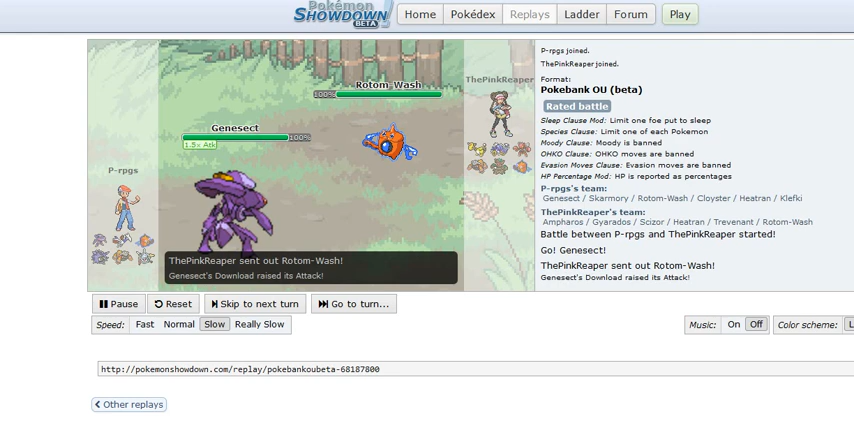 Pokémon
SHOWDOWN!
BETA
Home
Pokédex
Replays
Ladder
Forum
Play
P-rpgs
Genesect
100%
1.5x Atk
Rotom-Wash
100%
ThePinkReaper
ThePinkReaper sent out Rotom-Wash!
Genesect's Download raised its Attack!
P-rpgs joined.
ThePinkReaper joined.
Format:
Pokebank OU (beta)
Rated battle
Sleep Clause Mod: Limit one foe put to sleep
Species Clause: Limit one of each Pokemon
Moody Clause: Moody is banned
OHKO Clause: OHKO moves are banned
Evasion Moves Clause: Evasion moves are banned
HP Percentage Mod: HP is reported as percentages
P-rpgs's team:
Genesect / Skarmory / Rotom-Wash / Cloyster / Heatran / Klefki
ThePinkReaper's team:
Ampharos / Gyarados / Scizor / Heatran / Trevenant / Rotom-Wash
Battle between P-rpgs and ThePinkReaper started!
Go! Genesect!
ThePinkReaper sent out Rotom-Wash!
Genesect's Download raised its Attack!
Pause
Reset
Skip to next turn
Go to turn...
Speed: Fast Normal Slow Really Slow
Music: On Off
Color scheme: L
http://pokemonshowdown.com/replay/pokebankoubeta-68187800
Other replays